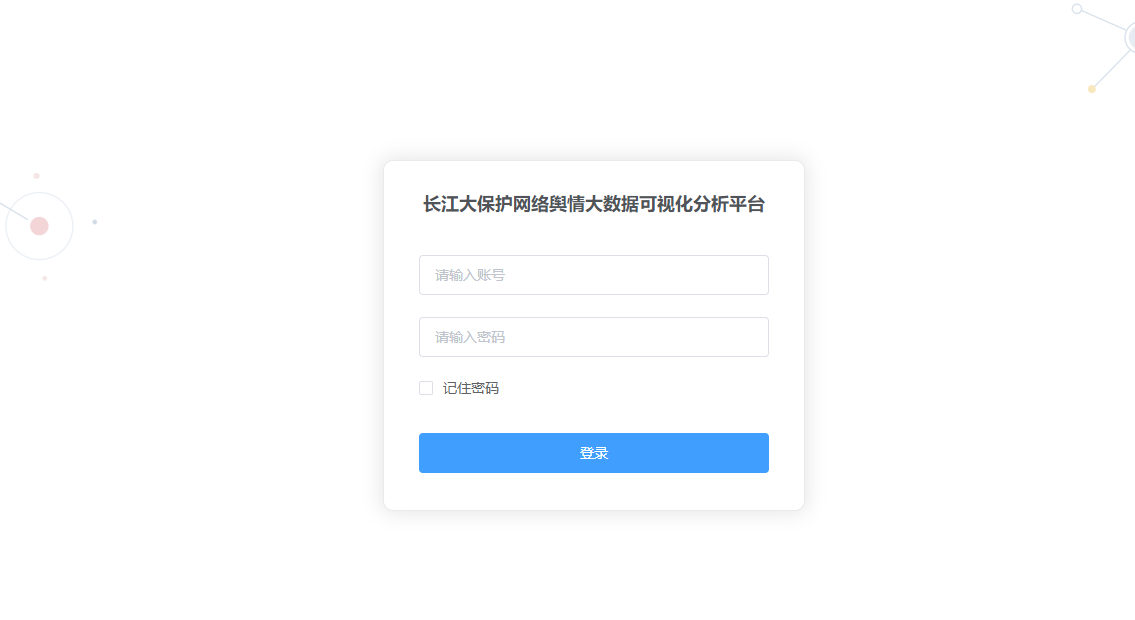 长江大保护网络舆情大数据可视化分析平台
请输入账号
请输入密码
记住密码
登录